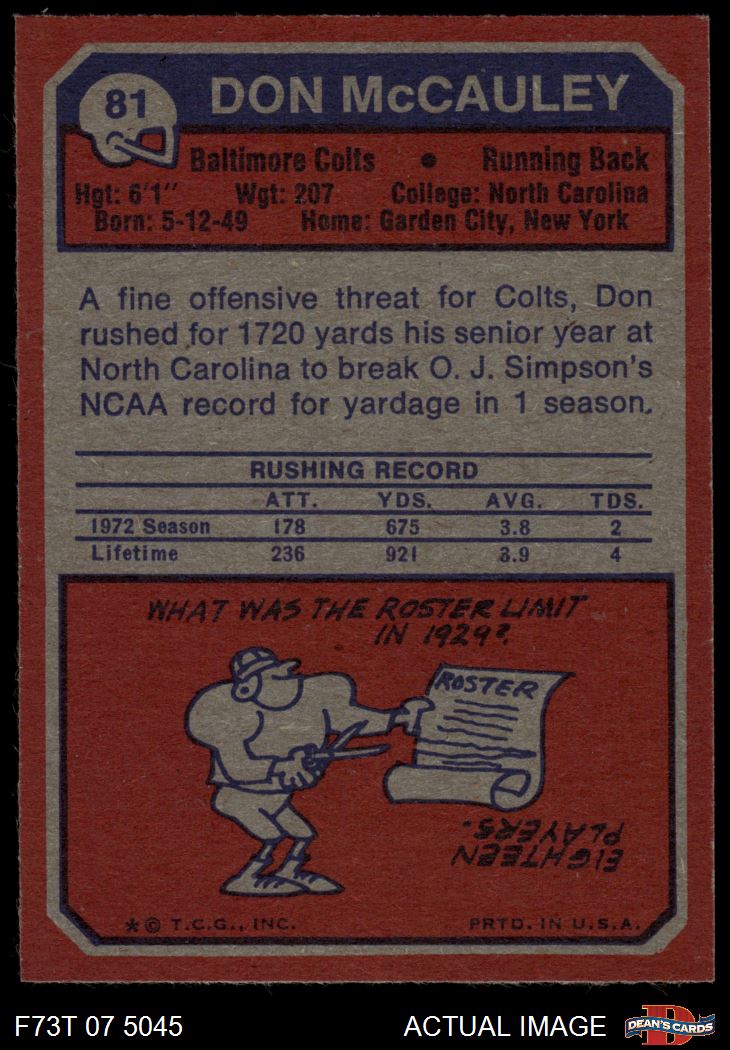 81
DON McCAULEY
Baltimore Colts • Running Back
Hgt: 6'1" Wgt: 207 College: North Carolina
Born: 5-12-49 Home: Garden City, New York
A fine offensive threat for Colts, Don
rushed for 1720 yards his senior year at
North Carolina to break O. J. Simpson's
NCAA record for yardage in 1 season.
RUSHING RECORD
ATT. YDS. AVG. TDS.
1972 Season 178 675 3.8 2
Lifetime 236 921 3.9 4
WHAT WAS THE ROSTER LIMIT
IN 1929?
ROSTER
EIGHTEEN
PLAYERS.
*© T.C.G., INC. PRTD. IN U.S.A.
F73T 07 5045 ACTUAL IMAGE
D
DEAN'S CARDS